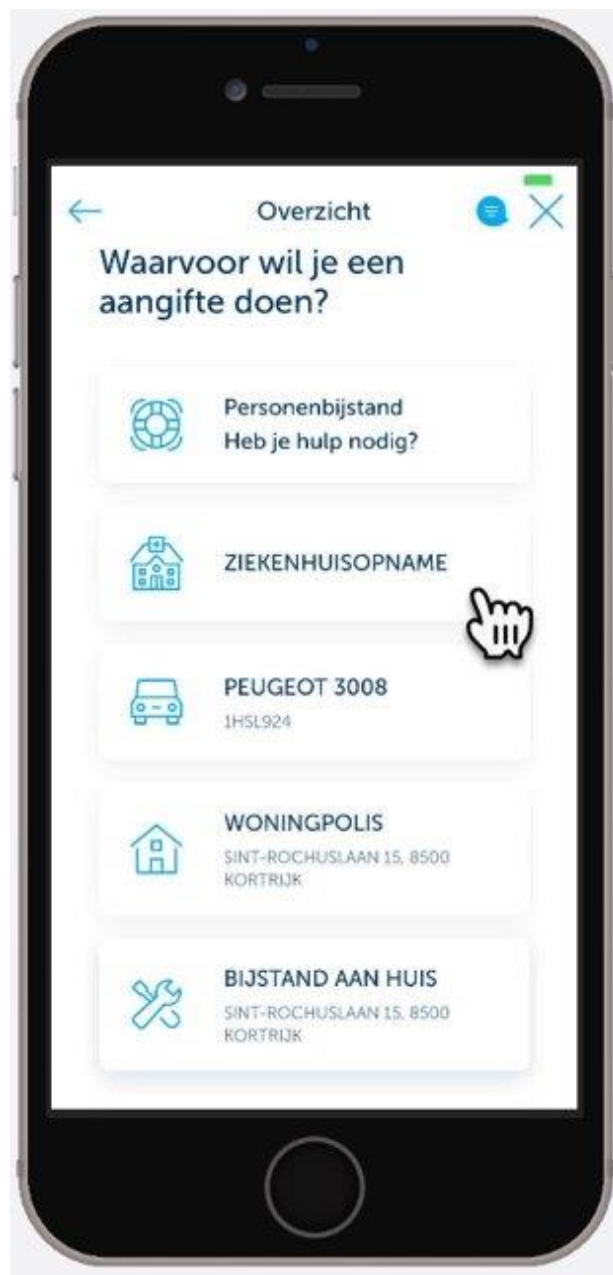 Overzicht
Waarvoor wil je een
aangifte doen?
Personenbijstand
Heb je hulp nodig?
ZIEKENHUISOPNAME
PEUGEOT 3008
1HSL924
WONINGPOLIS
SINT-ROCHUSLAAN 15, 8500
KORTRIJK
BIJSTAND AAN HUIS
SINT-ROCHUSLAAN 15, 8500
KORTRIJK